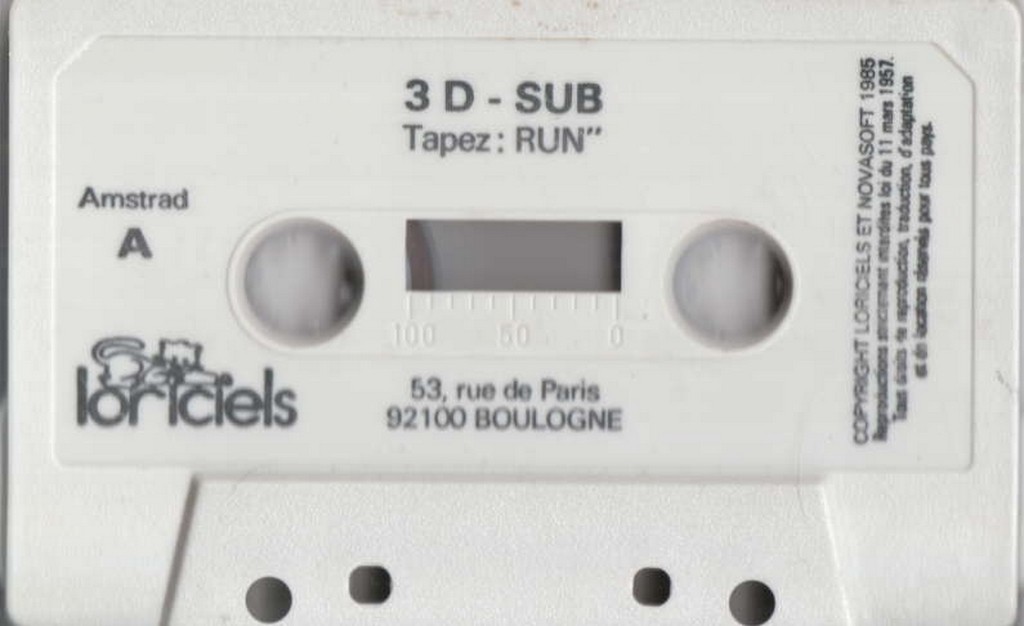 3 D - SUB
Tapez : RUN"
Amstrad
A
100 50 0
loriciels
53, rue de Paris
92100 BOULOGNE
COPYRIGHT LORICIELS ET NOVASOFT 1985
Reproductions strictement interdites loi du 11 mars 1957.
Tous droits de reproduction, traduction, d'adaptation
et de location réservés pour tous pays.